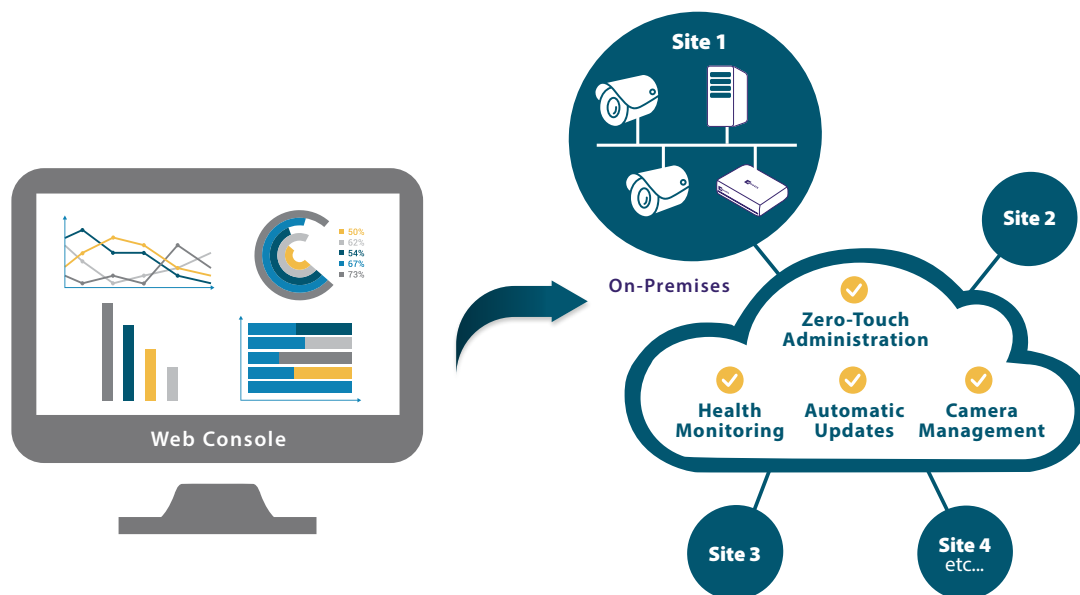 Site 1
On-Premises
Site 2
50%
62%
54%
67%
73%
Web Console
Zero-Touch
Administration
Health
Monitoring
Automatic
Updates
Camera
Management
Site 3
Site 4
etc...